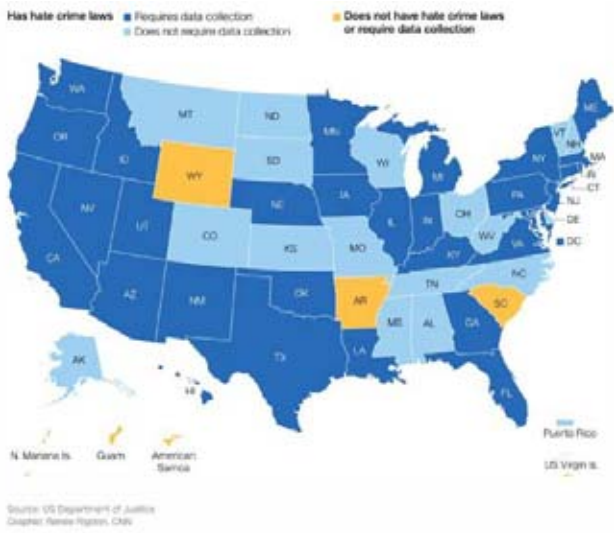 Has hate crime laws
Requires data collection
Does not require data collection
Does not have hate crime laws
or require data collection
WA
MT
ND
MN
ME
OR
ID
SD
WI
VT
NH
NY
MA
RI
CT
WY
MI
IA
NE
PA
NJ
NV
UT
CO
IL
IN
OH
WV
DE
DC
CA
KS
MO
KY
VA
AZ
NM
OK
AR
TN
NC
SC
TX
LA
MS
AL
GA
FL
AK
HI
N. Mariana Is.
Guam
American
Samoa
Puerto Rico
US Virgin Is.
Source: US Department of Justice
Graphic: Renée Rigdon, CNN